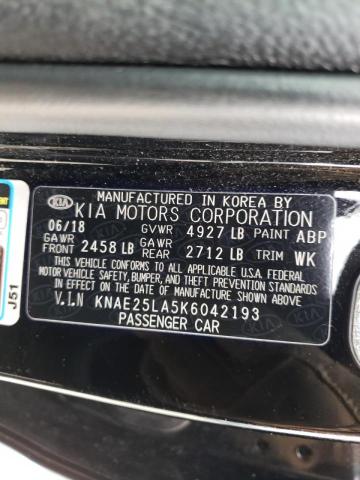 MANUFACTURED IN KOREA BY
KIA KIA MOTORS CORPORATION
06/18 GVWR 4927 LB PAINT ABP
GAWR FRONT 2458 LB GAWR REAR 2712 LB TRIM WK
THIS VEHICLE CONFORMS TO ALL APPLICABLE U.S.A. FEDERAL
MOTOR VEHICLE SAFETY, BUMPER, AND THEFT PREVENTION STANDARDS
IN EFFECT ON THE DATE OF MANUFACTURE SHOWN ABOVE.
V.I.N KNAE25LA5K6042193
PASSENGER CAR
J51